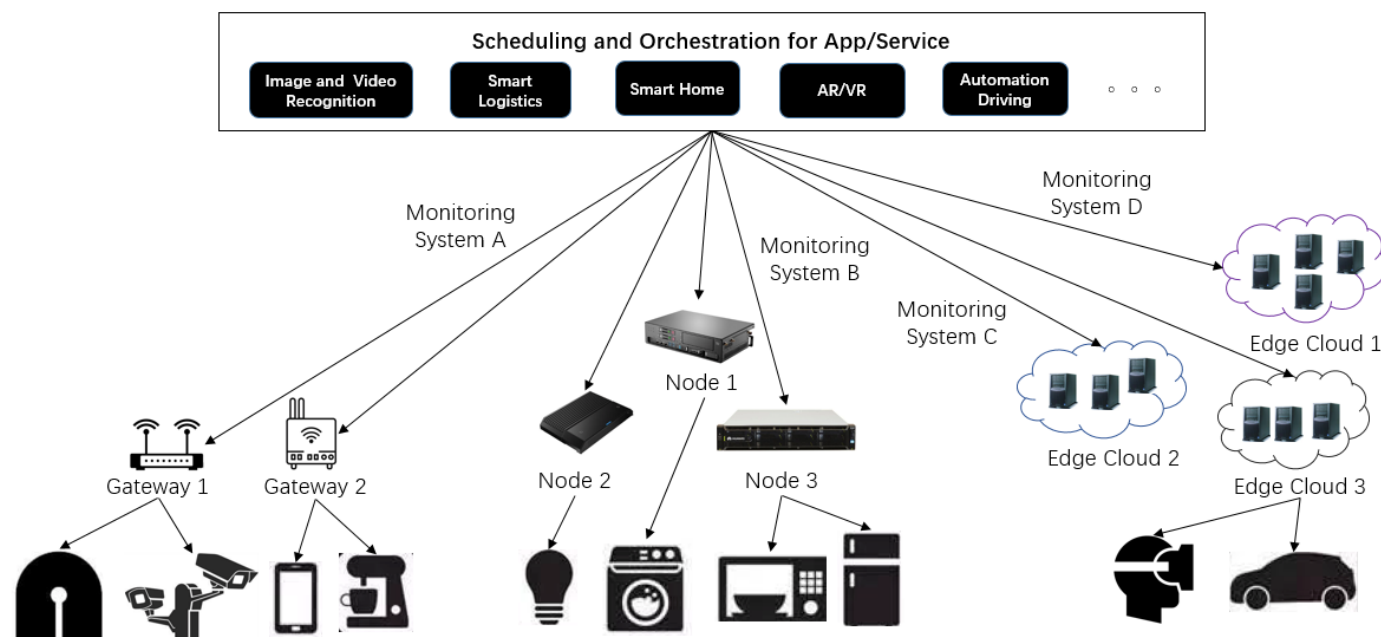 Scheduling and Orchestration for App/Service
Image and Video
Recognition
Smart
Logistics
Smart Home
AR/VR
Automation
Driving
Monitoring
System A
Monitoring
System B
Monitoring
System C
Monitoring
System D
Edge Cloud 1
Node 1
Edge Cloud 2
Gateway 1
Gateway 2
Node 2
Node 3
Edge Cloud 3